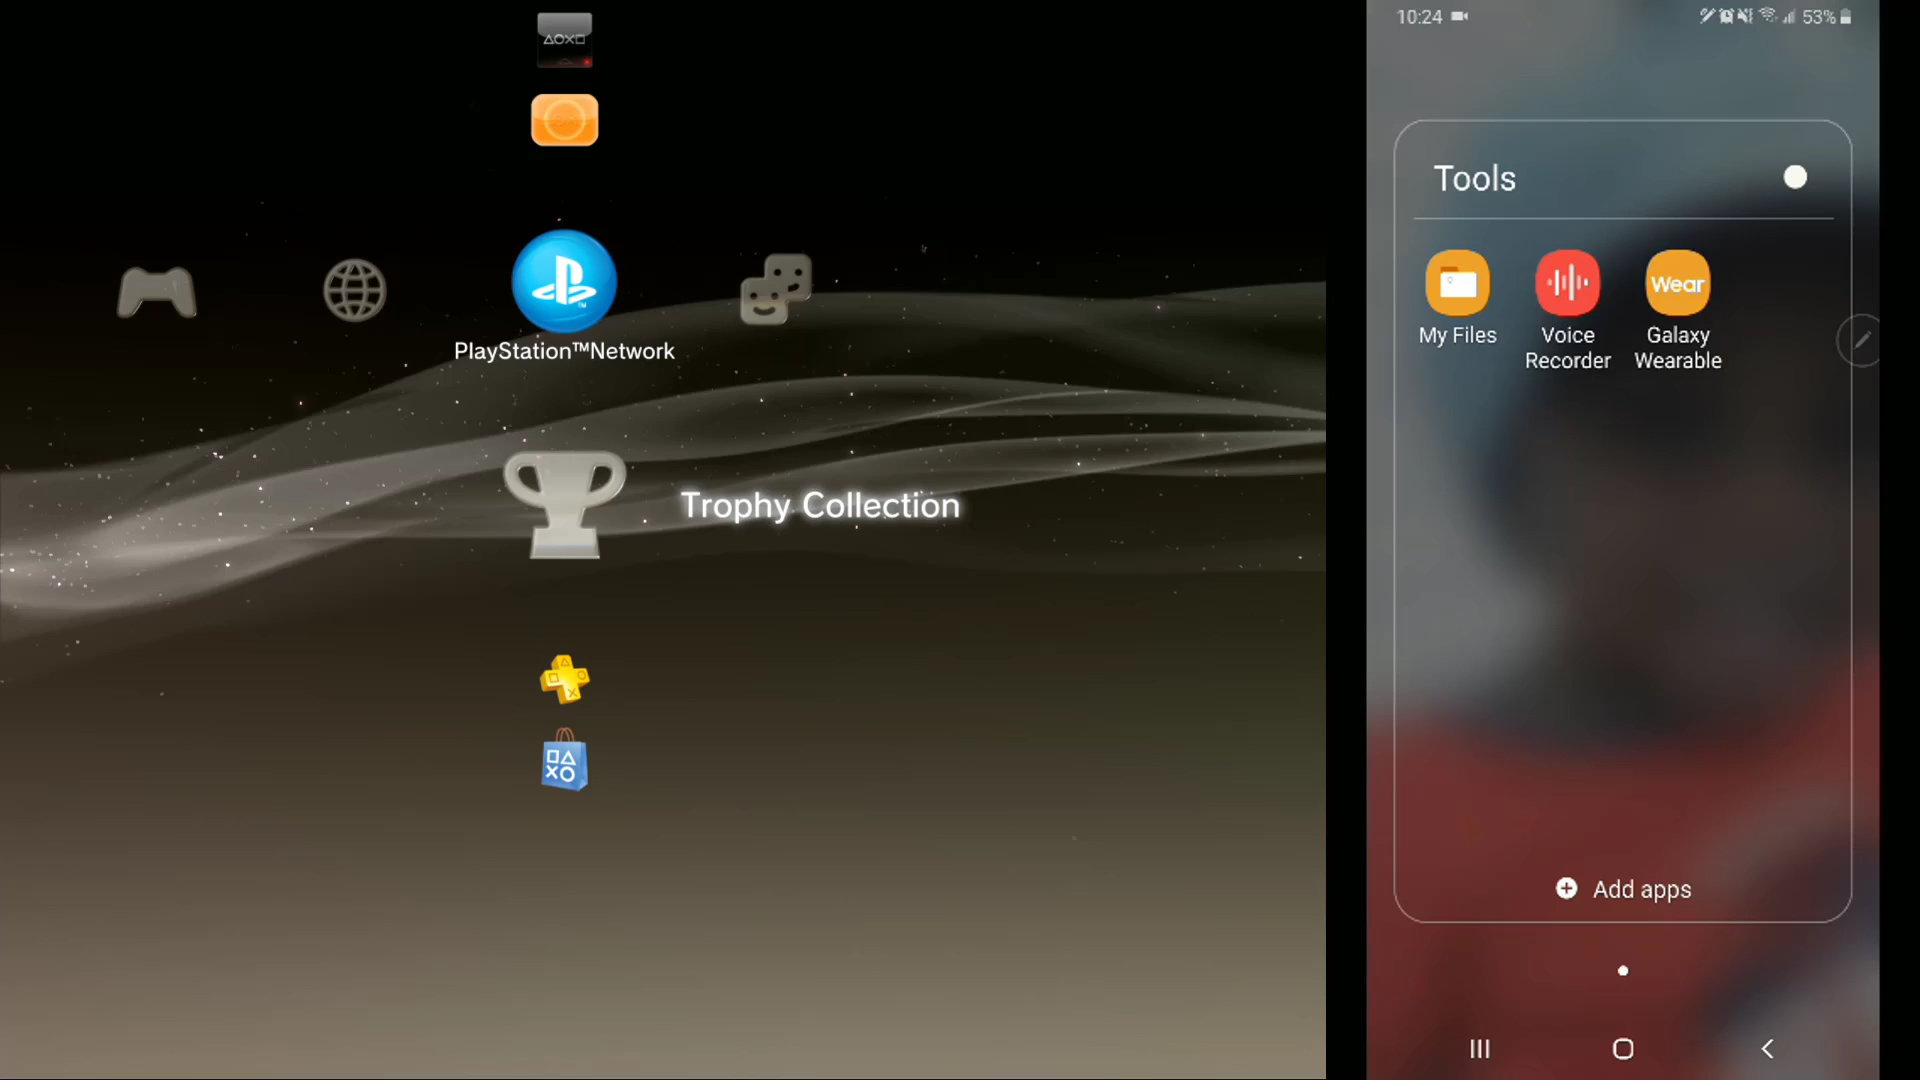 PlayStation™Network
Trophy Collection
10:24
53%
Tools
Wear
My Files
Voice
Recorder
Galaxy
Wearable
Add apps